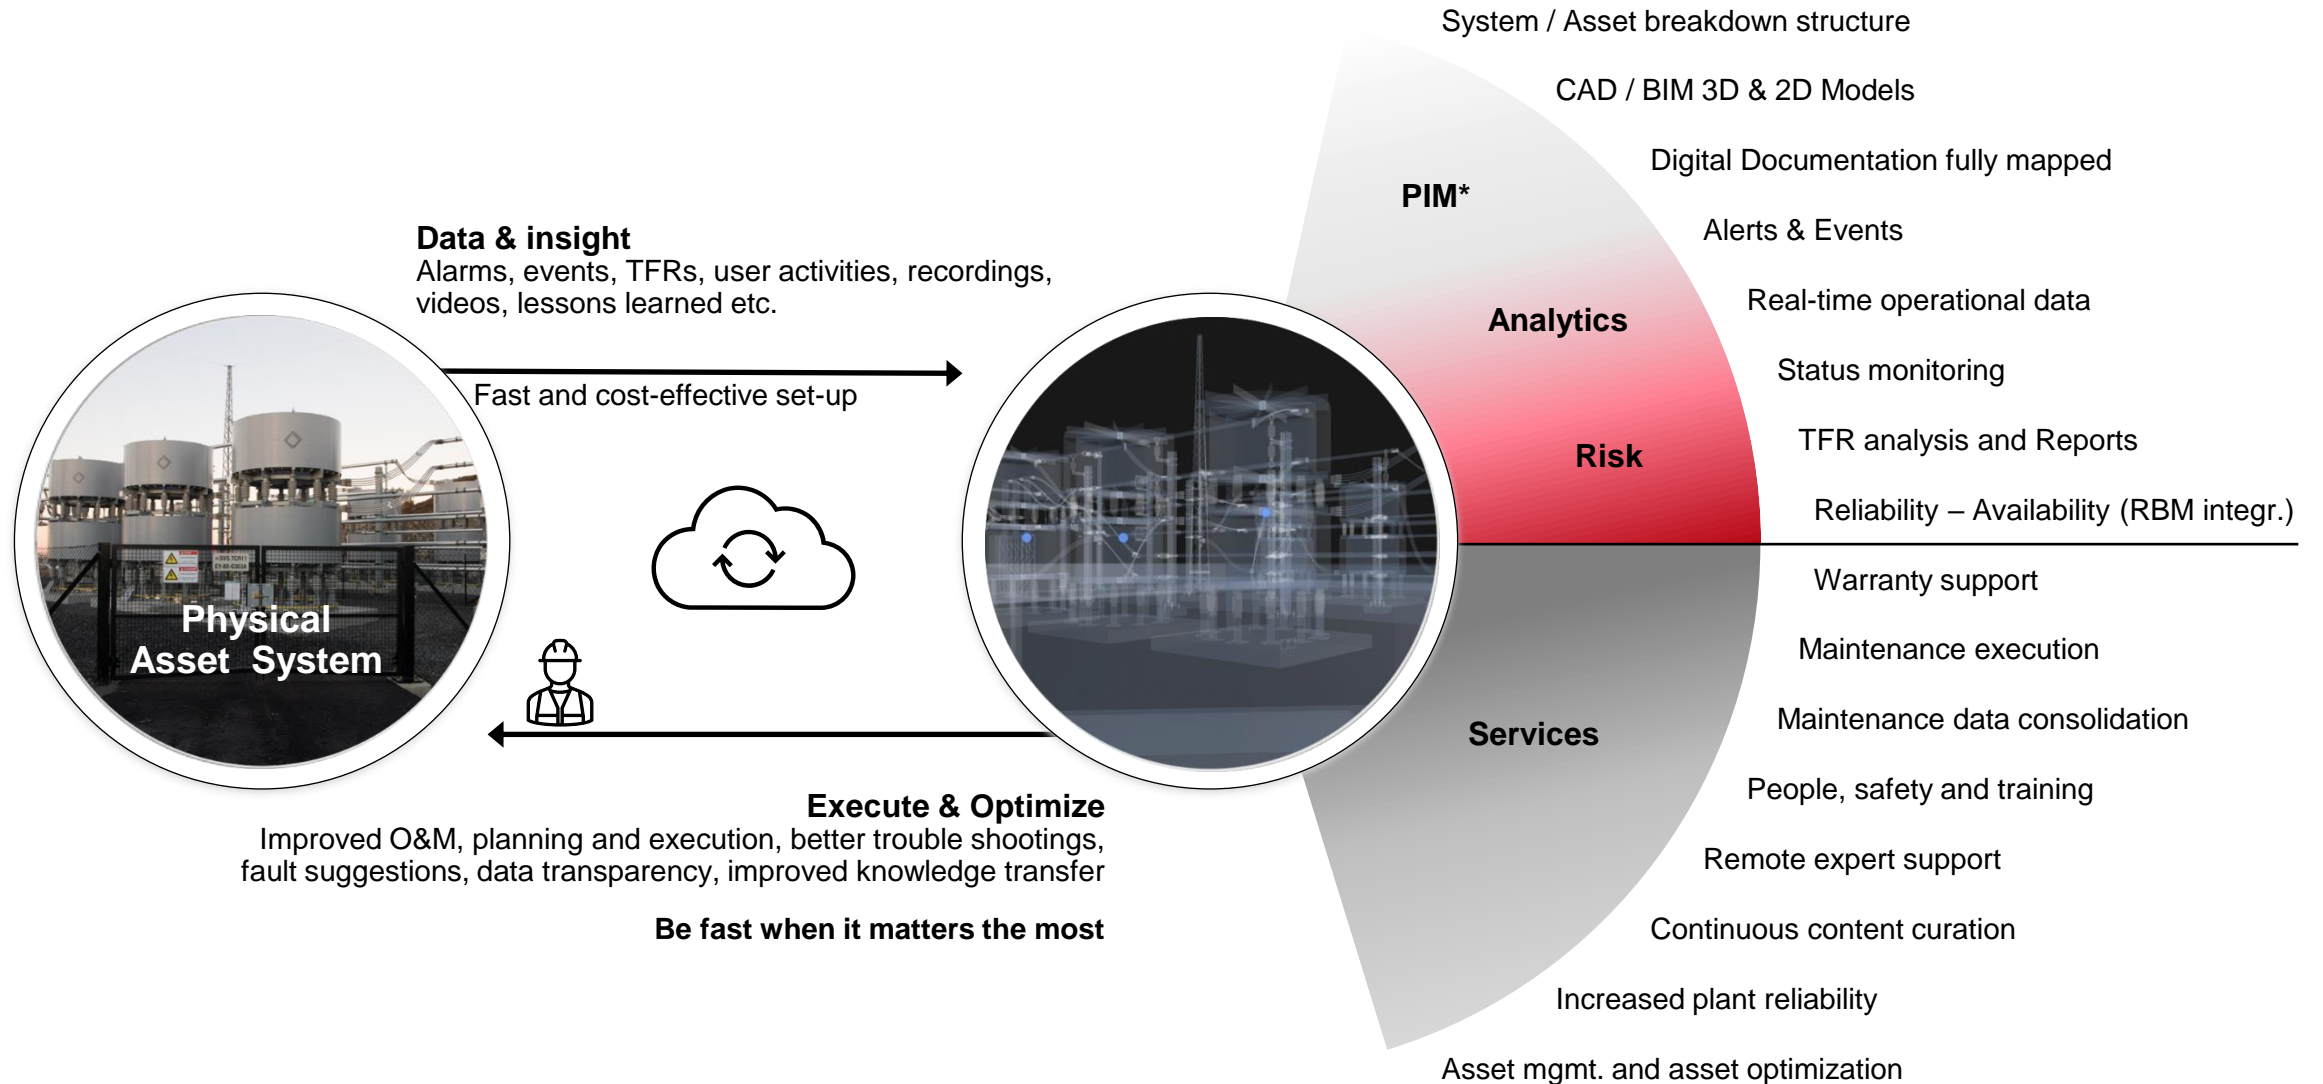 System / Asset breakdown structure
CAD / BIM 3D & 2D Models
Digital Documentation fully mapped
PIM*
Alerts & Events
Data & insight
Alarms, events, TFRs, user activities, recordings,
videos, lessons learned etc.
Real-time operational data
Analytics
Status monitoring
Fast and cost-effective set-up
TFR analysis and Reports
Risk
Reliability – Availability (RBM integr.)
Warranty support
Physical
Asset System
Maintenance execution
Maintenance data consolidation
Services
People, safety and training
Execute & Optimize
Improved O&M, planning and execution, better trouble shootings,
fault suggestions, data transparency, improved knowledge transfer
Remote expert support
Be fast when it matters the most
Continuous content curation
Increased plant reliability
Asset mgmt. and asset optimization